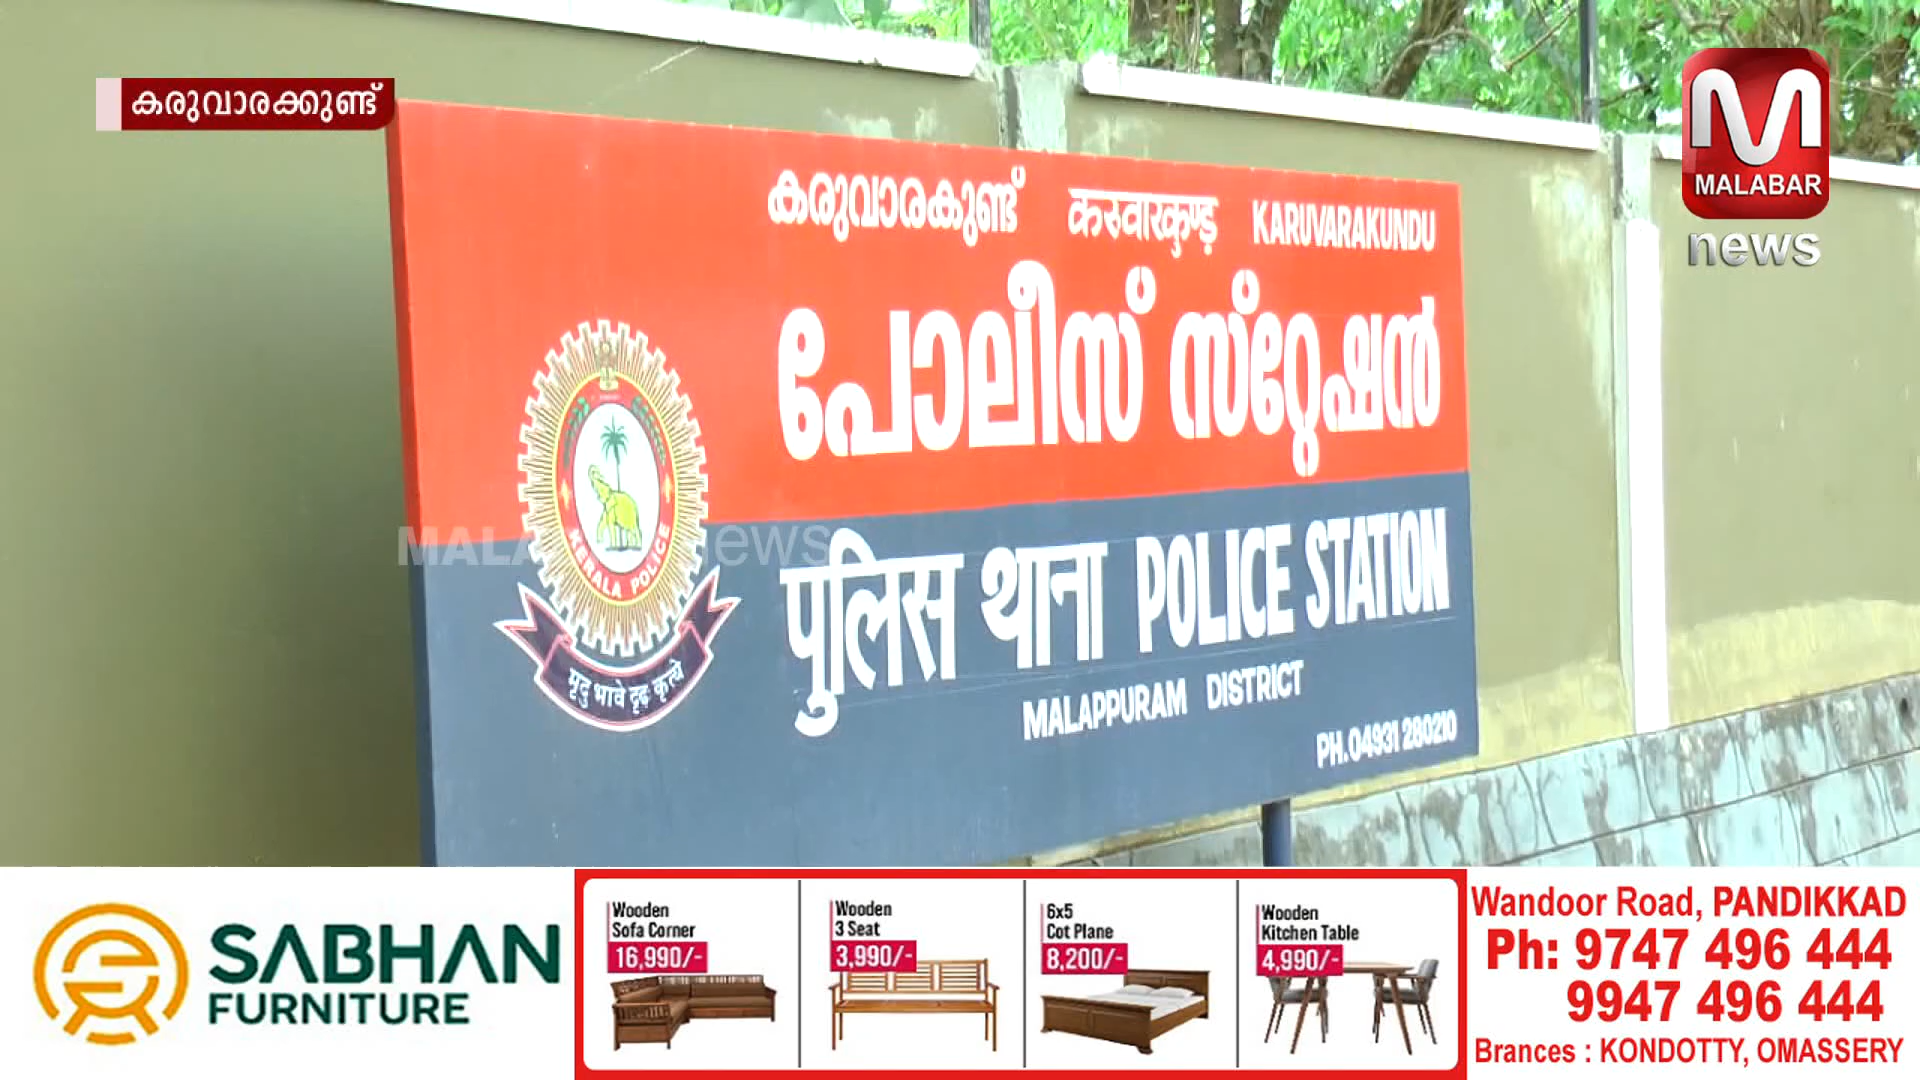 കരുവാരക്കുണ്ട്
M
MALABAR
news
കരുവാരകുണ്ട് करुवारकुण्ड KARUVARAKUNDU
പോലീസ് സ്റ്റേഷൻ
पुलिस थाना POLICE STATION
MALAPPURAM DISTRICT
PH.04931 280210
KERALA POLICE
मृदु भावे दृढ़ कृत्ये
news
SABHAN
FURNITURE
Wooden
Sofa Corner
16,990/-
Wooden
3 Seat
3,990/-
6x5
Cot Plane
8,200/-
Wooden
Kitchen Table
4,990/-
Wandoor Road, PANDIKKAD
Ph: 9747 496 444
9947 496 444
Brances : KONDOTTY, OMASSERY